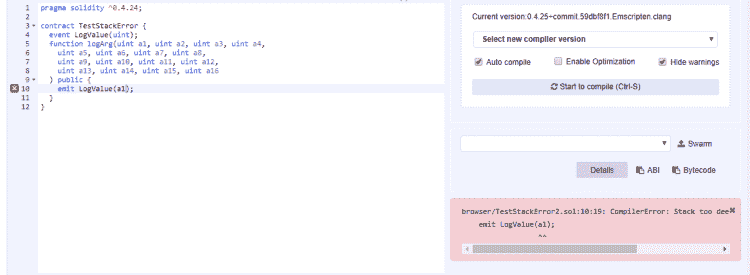 1 pragma solidity ^0.4.24;
2
3 contract TestStackError {
4 event LogValue(uint);
5 function logArg(uint a1, uint a2, uint a3, uint a4,
6 uint a5, uint a6, uint a7, uint a8,
7 uint a9, uint a10, uint a11, uint a12,
8 uint a13, uint a14, uint a15, uint a16
9 ) public {
10 emit LogValue(a1);
11 }
12 }
Current version:0.4.25+commit.59dbf8f1.Emscripten.clang
Select new compiler version
Auto compile Enable Optimization Hide warnings
Start to compile (Ctrl-S)
Swarm
Details ABI Bytecode
browser/TestStackError2.sol:10:19: CompilerError: Stack too dee
emit LogValue(a1);
^^